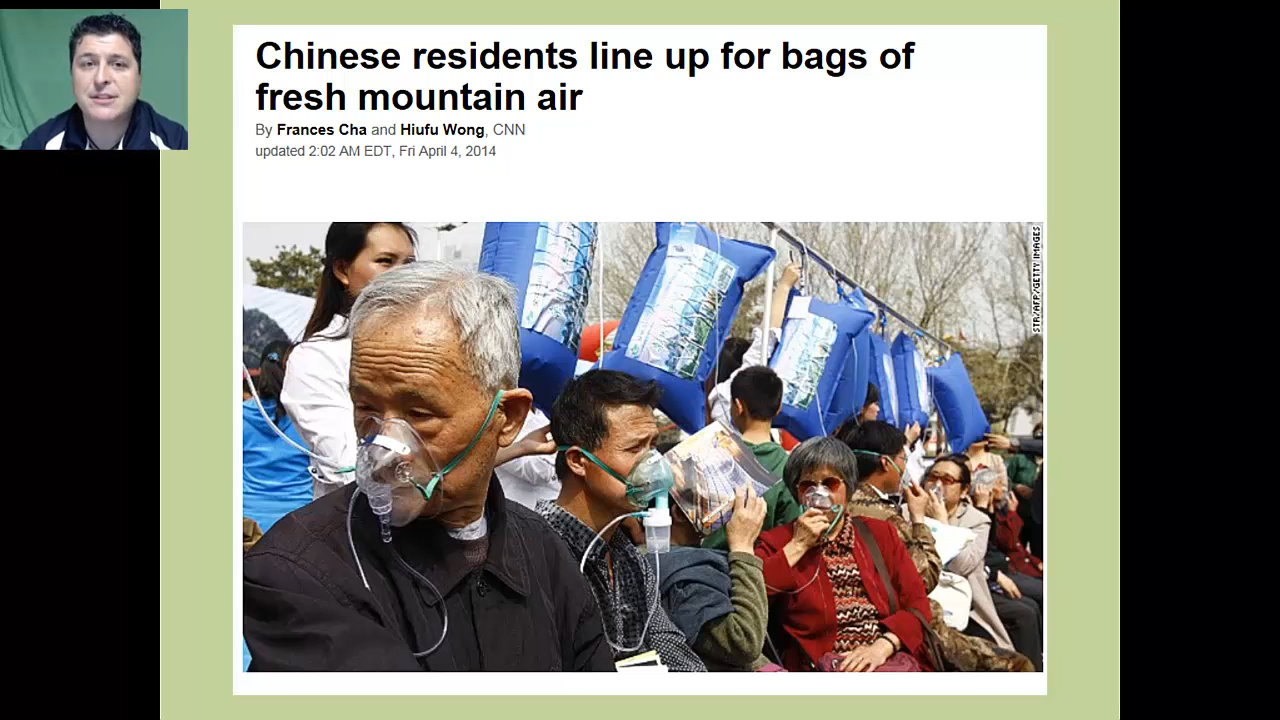 Chinese residents line up for bags of
fresh mountain air
By Frances Cha and Hiufu Wong, CNN
updated 2:02 AM EDT, Fri April 4, 2014
STR/AFP/GETTY IMAGES